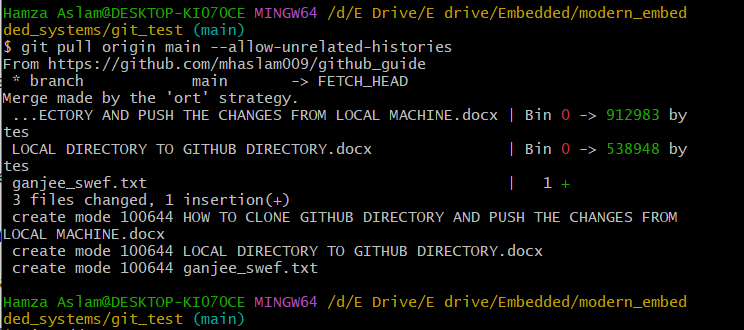 Hamza Aslam@DESKTOP-KI070CE MINGW64 /d/E Drive/E drive/Embedded/modern_embed
ded_systems/git_test (main)
$ git pull origin main --allow-unrelated-histories
From https://github.com/mhaslam009/github_guide
 * branch            main       -> FETCH_HEAD
Merge made by the 'ort' strategy.
 ...ECTORY AND PUSH THE CHANGES FROM LOCAL MACHINE.docx | Bin 0 -> 912983 by
tes
 LOCAL DIRECTORY TO GITHUB DIRECTORY.docx               | Bin 0 -> 538948 by
tes
 ganjee_swef.txt                                        |   1 +
 3 files changed, 1 insertion(+)
 create mode 100644 HOW TO CLONE GITHUB DIRECTORY AND PUSH THE CHANGES FROM
LOCAL MACHINE.docx
 create mode 100644 LOCAL DIRECTORY TO GITHUB DIRECTORY.docx
 create mode 100644 ganjee_swef.txt
Hamza Aslam@DESKTOP-KI070CE MINGW64 /d/E Drive/E drive/Embedded/modern_embed
ded_systems/git_test (main)